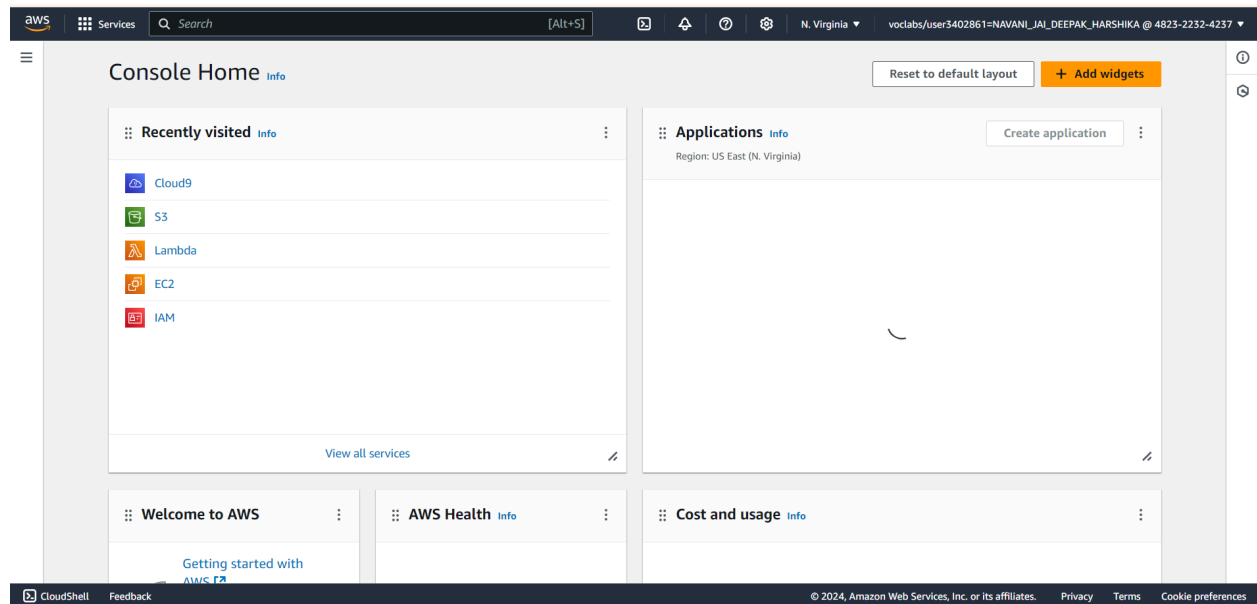 aws Services Search [Alt+S] N. Virginia ▼ voclabs/user3402861=NAVANI_JAI_DEEPAK_HARSHIKA @ 4823-2232-4237 ▼
Console Home Info
Reset to default layout
+ Add widgets
Recently visited Info
Cloud9
S3
Lambda
EC2
IAM
View all services
Applications Info
Region: US East (N. Virginia)
Create application
Welcome to AWS
Getting started with
AWS
AWS Health Info
Cost and usage Info
CloudShell Feedback © 2024, Amazon Web Services, Inc. or its affiliates. Privacy Terms Cookie preferences